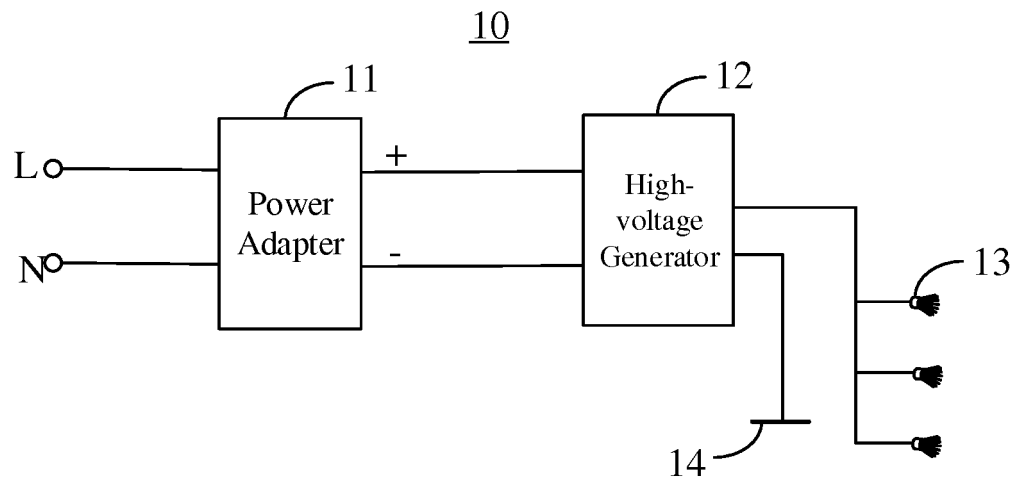 10
11
12
L
+
Power
Adapter
High-
voltage
Generator
N
-
13
14